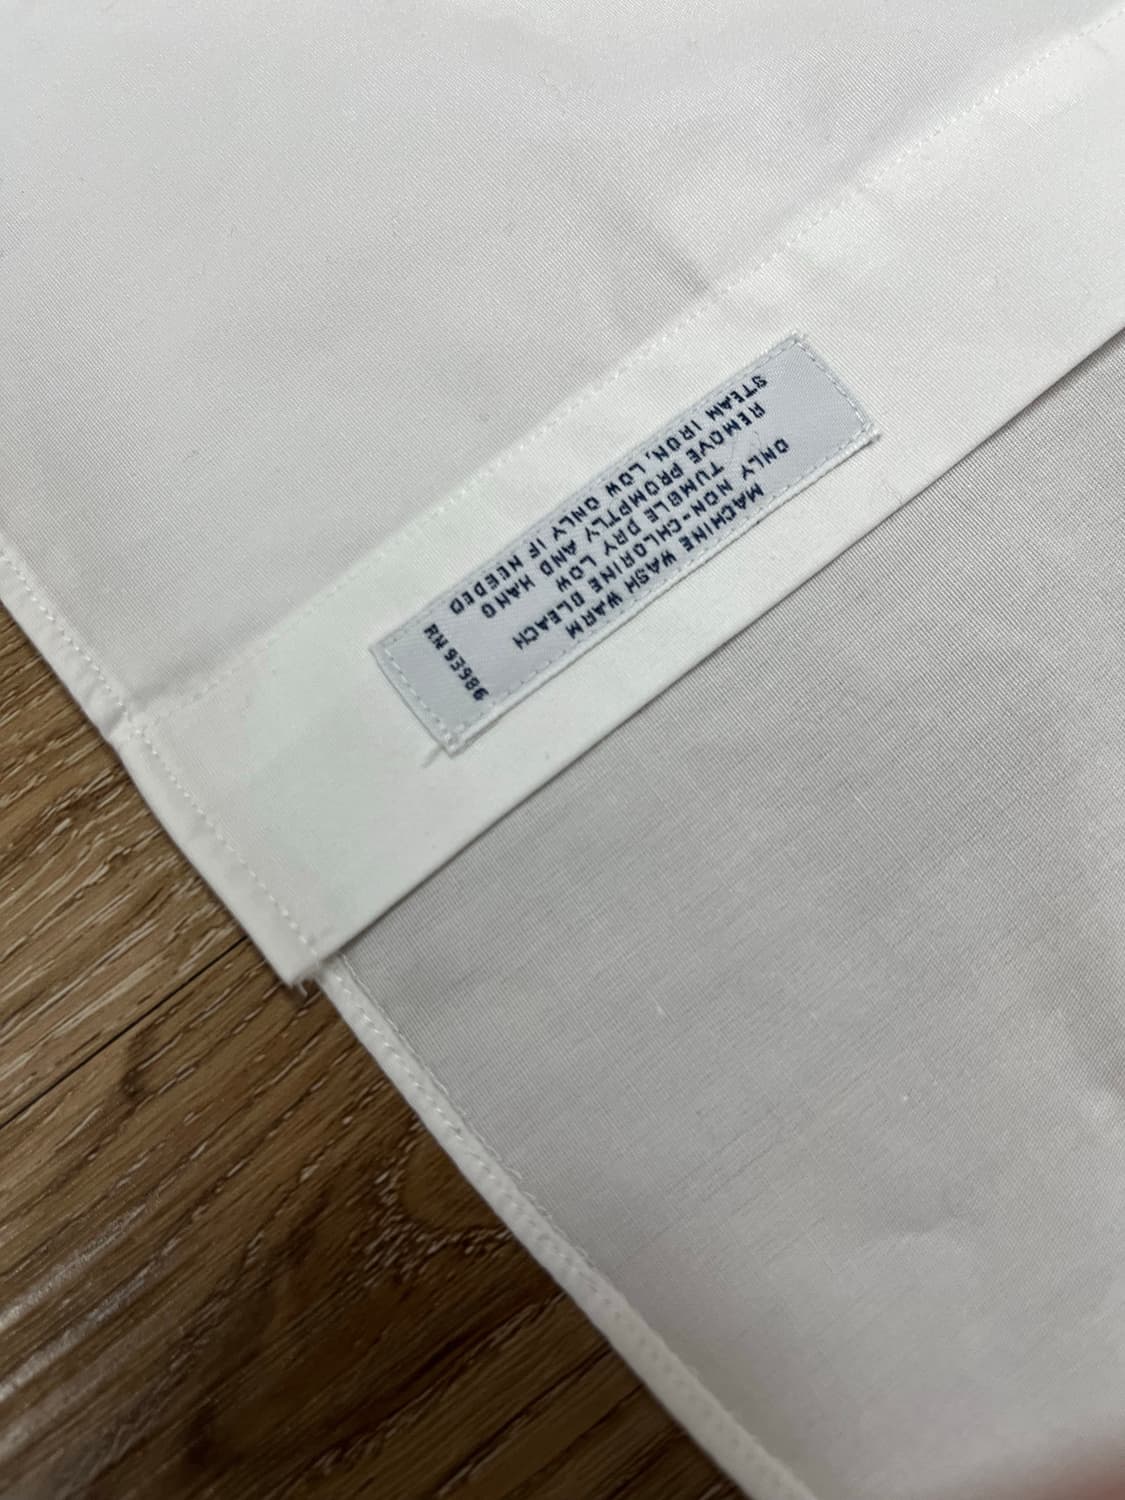 MACHINE WASH WARM
ONLY NON-CHLORINE BLEACH
TUMBLE DRY LOW
REMOVE PROMPTLY AND HANG
STEAM IRON, LOW ONLY IF NEEDED
RN 93986